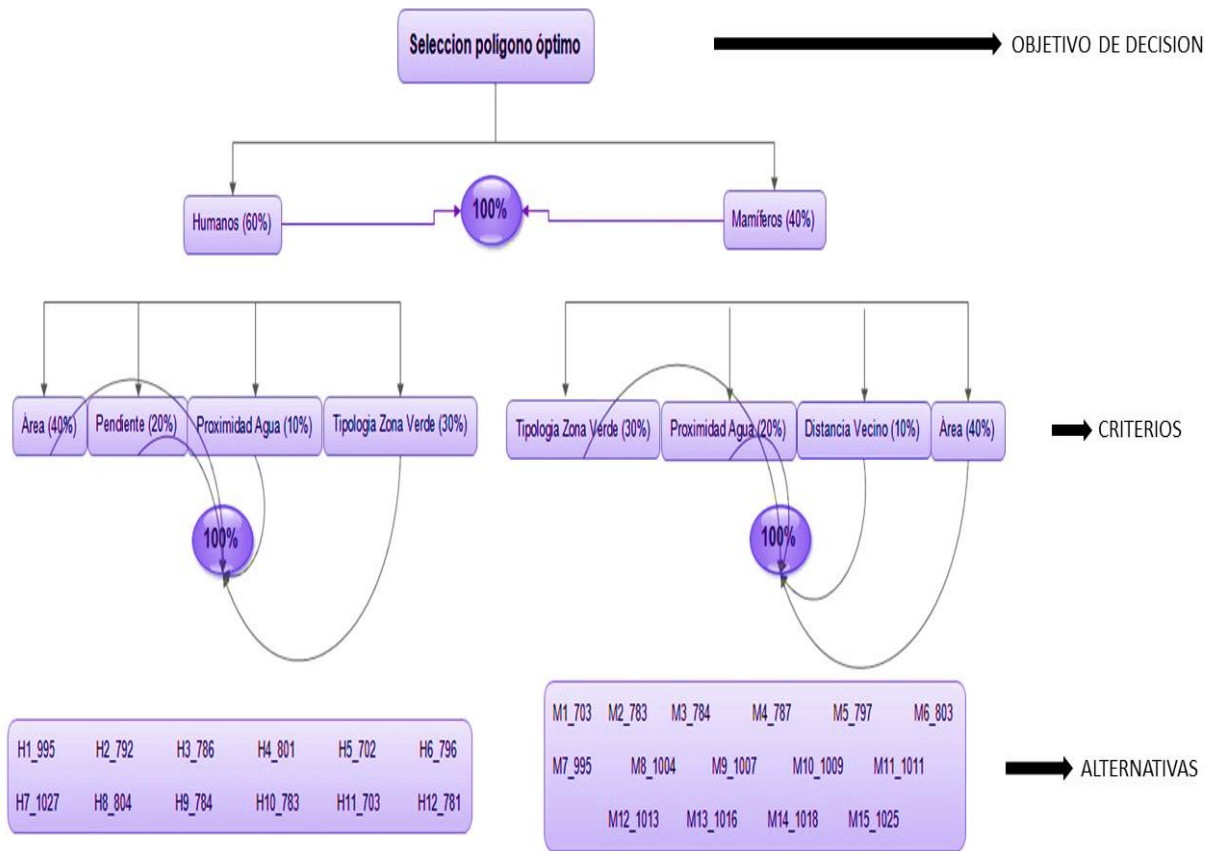 Seleccion polígono óptimo
OBJETIVO DE DECISION
Humanos (60%)
100%
Mamíferos (40%)
Àrea (40%)
Pendiente (20%)
Proximidad Agua (10%)
Tipologia Zona Verde (30%)
Tipologia Zona Verde (30%)
Proximidad Agua (20%)
Distancia Vecino (10%)
Àrea (40%)
CRITERIOS
100%
100%
H1_995 H2_792 H3_786 H4_801 H5_702 H6_796
H7_1027 H8_804 H9_784 H10_783 H11_703 H12_781
M1_703 M2_783 M3_784 M4_787 M5_797 M6_803
M7_995 M8_1004 M9_1007 M10_1009 M11_1011
M12_1013 M13_1016 M14_1018 M15_1025
ALTERNATIVAS